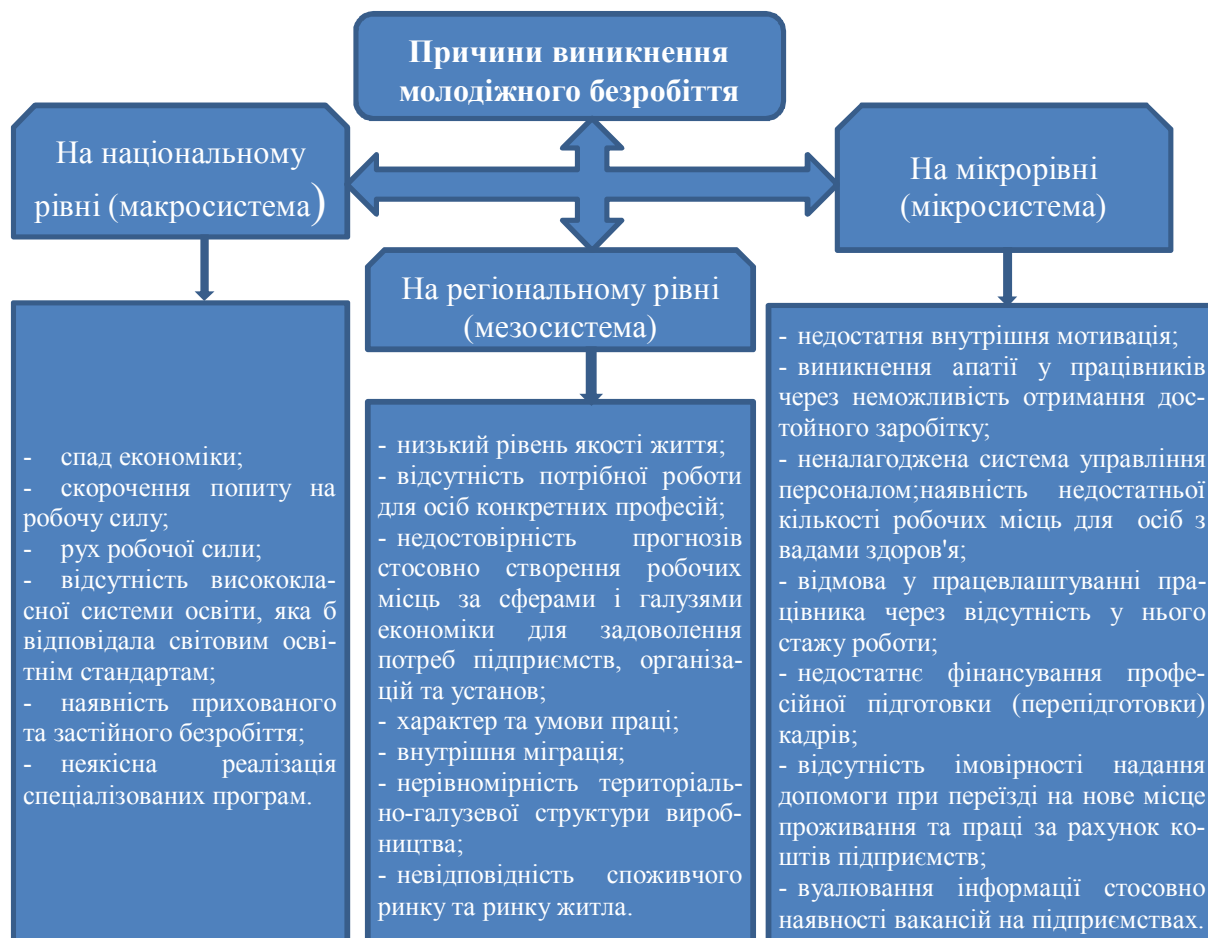 Причини виникнення
молодіжного безробіття
На національному
рівні (макросистема)
На мікрорівні
(мікросистема)
На регіональному рівні
(мезосистема)
- спад економіки;
- скорочення попиту на
робочу силу;
- рух робочої сили;
- відсутність висококла-
сної системи освіти, яка б
відповідала світовим осві-
тнім стандартам;
- наявність прихованого
та застійного безробіття;
- неякісна реалізація
спеціалізованих програм.
- низький рівень якості життя;
- відсутність потрібної роботи
для осіб конкретних професій;
- недостовірність прогнозів
стосовно створення робочих
місць за сферами і галузями
економіки для задоволення
потреб підприємств, організа-
цій та установ;
- характер та умови праці;
- внутрішня міграція;
- нерівномірність територіаль-
но-галузевої структури вироб-
ництва;
- невідповідність споживчого
ринку та ринку житла.
- недостатня внутрішня мотивація;
- виникнення апатії у працівників
через неможливість отримання дос-
тойного заробітку;
- неналагоджена система управління
персоналом;наявність недостатньої
кількості робочих місць для осіб з
вадами здоров'я;
- відмова у працевлаштуванні пра-
цівника через відсутність у нього
стажу роботи;
- недостатнє фінансування профе-
сійної підготовки (перепідготовки)
кадрів;
- відсутність імовірності надання
допомоги при переїзді на нове місце
проживання та праці за рахунок ко-
штів підприємств;
- вуалювання інформації стосовно
наявності вакансій на підприємствах.